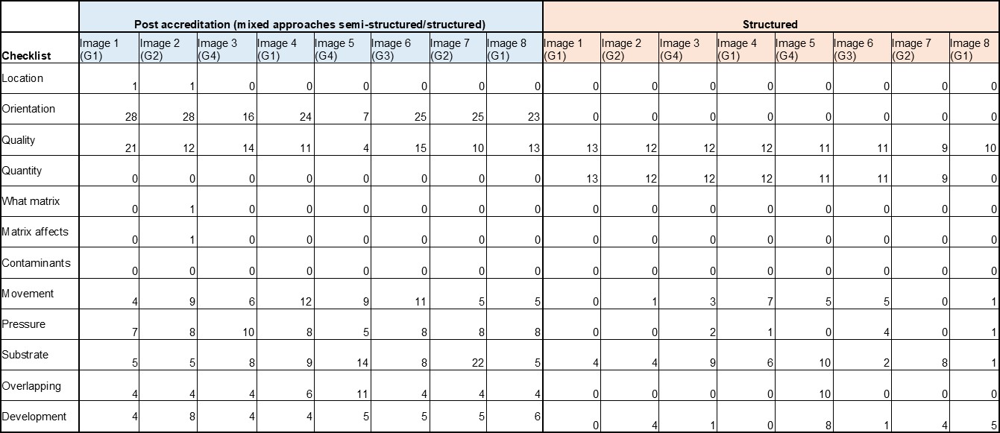 Post accreditation (mixed approaches semi-structured/structured) Structured
Checklist Image 1 (G1) Image 2 (G2) Image 3 (G4) Image 4 (G1) Image 5 (G4) Image 6 (G3) Image 7 (G2) Image 8 (G1) Image 1 (G1) Image 2 (G2) Image 3 (G4) Image 4 (G1) Image 5 (G4) Image 6 (G3) Image 7 (G2) Image 8 (G1)
Location 1 1 0 0 0 0 0 0 0 0 0 0 0 0 0 0
Orientation 28 28 16 24 7 25 25 23 0 0 0 0 0 0 0 0
Quality 21 12 14 11 4 15 10 13 13 12 12 12 11 11 9 10
Quantity 0 0 0 0 0 0 0 0 13 12 12 12 11 11 9 0
What matrix 0 1 0 0 0 0 0 0 0 0 0 0 0 0 0 0
Matrix affects 0 1 0 0 0 0 0 0 0 0 0 0 0 0 0 0
Contaminants 0 0 0 0 0 0 0 0 0 0 0 0 0 0 0 0
Movement 4 9 6 12 9 11 5 5 0 1 3 7 5 5 0 1
Pressure 7 8 10 8 5 8 8 8 0 0 2 1 0 4 0 1
Substrate 5 5 8 9 14 8 22 5 4 4 9 6 10 2 8 1
Overlapping 4 4 4 6 11 4 4 4 0 0 0 0 10 0 0 0
Development 4 8 4 4 5 5 5 6 0 4 1 0 8 1 4 5